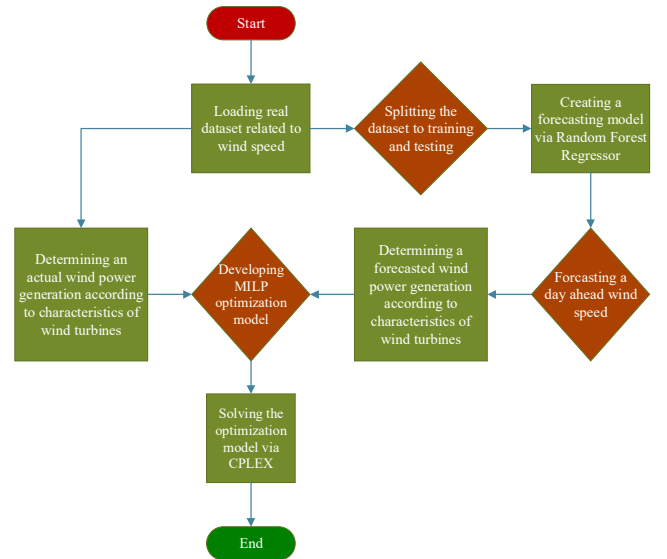 Start
Loading real
dataset related to
wind speed
Splitting the
dataset to training
and testing
Creating a
forecasting model
via Random Forest
Regressor
Determining an
actual wind power
generation according
to characteristics of
wind turbines
Developing
MILP
optimization
model
Determining a
forecasted wind
power generation
according to
characteristics of
wind turbines
Forcasting a
day ahead wind
speed
Solving the
optimization
model via
CPLEX
End